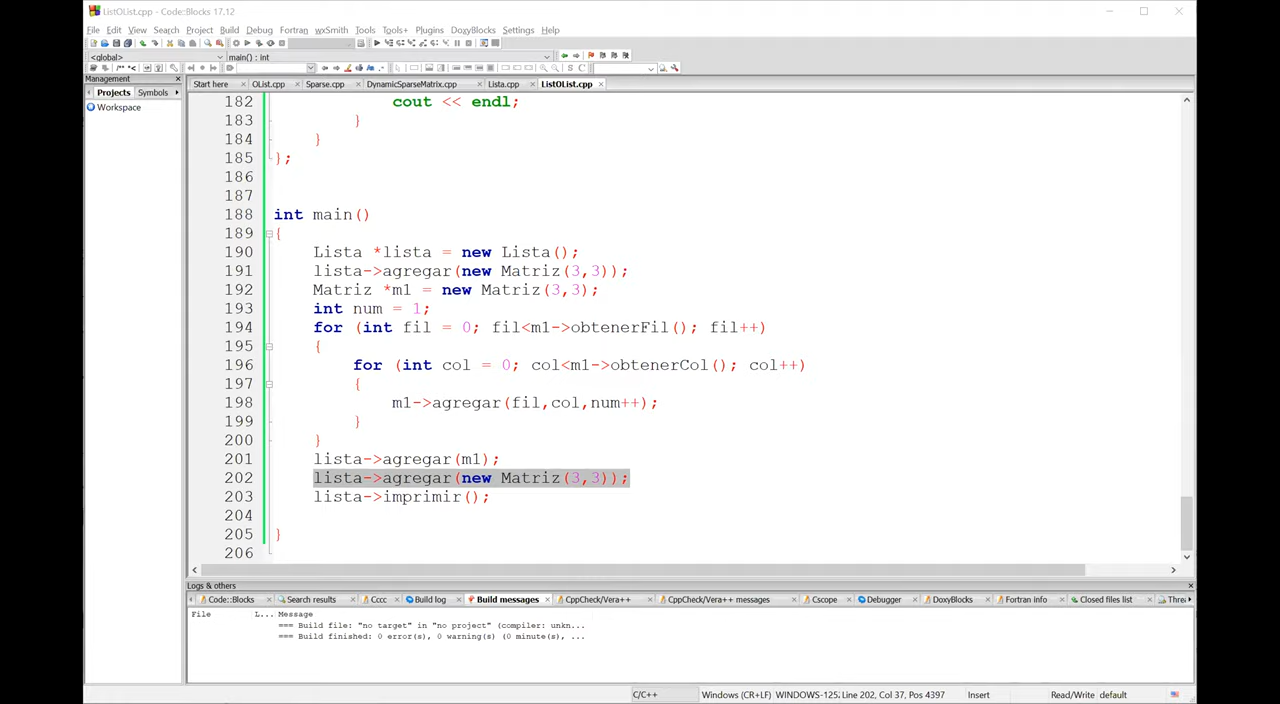 ListOList.cpp - Code::Blocks 17.12
File Edit View Search Project Build Debug Fortran wxSmith Tools Tools+ Plugins DoxyBlocks Settings Help
<global> main() : int
Management
Projects Symbols
Workspace
Start here OList.cpp Sparse.cpp DynamicSparseMatrix.cpp Lista.cpp ListOList.cpp
182 cout << endl;
183 }
184 }
185 };
186
187
188 int main()
189 {
190 Lista *lista = new Lista();
191 lista->agregar(new Matriz(3,3));
192 Matriz *m1 = new Matriz(3,3);
193 int num = 1;
194 for (int fil = 0; fil<m1->obtenerFil(); fil++)
195 {
196 for (int col = 0; col<m1->obtenerCol(); col++)
197 {
198 m1->agregar(fil,col,num++);
199 }
200 }
201 lista->agregar(m1);
202 lista->agregar(new Matriz(3,3));
203 lista->imprimir();
204
205 }
206
Logs & others
Code::Blocks Search results Cccc Build log Build messages CppCheck/Vera++ CppCheck/Vera++ messages Cscope Debugger DoxyBlocks Fortran info Closed files list Thre
File L... Message
=== Build file: "no target" in "no project" (compiler: unkn...
=== Build finished: 0 error(s), 0 warning(s) (0 minute(s), ...
C/C++ Windows (CR+LF) WINDOWS-125 Line 202, Col 37, Pos 4397 Insert Read/Write default